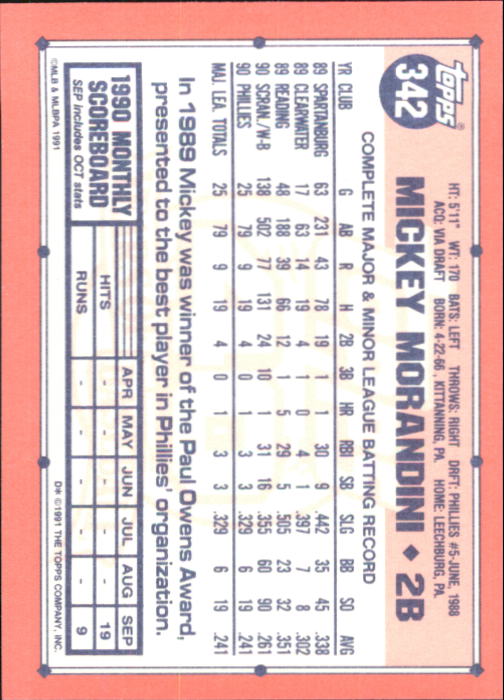 topps®
342
MICKEY MORANDINI ◆ 2B
HT: 5'11" WT: 170 BATS: LEFT THROWS: RIGHT DRFT: PHILLIES #5-JUNE, 1988
ACQ: VIA DRAFT BORN: 4-22-66, KITTANNING, PA. HOME: LEECHBURG, PA.
COMPLETE MAJOR & MINOR LEAGUE BATTING RECORD
YR CLUB G AB R H 2B 3B HR RBI SB SLG BB SO AVG
89 SPARTANBURG 63 231 43 78 19 1 1 30 9 .442 35 45 .338
89 CLEARWATER 17 63 14 19 4 1 0 4 1 .397 7 8 .302
89 READING 48 188 39 66 12 1 5 29 5 .505 23 32 .351
90 SCRAN./W-B 138 502 77 131 24 10 1 31 16 .355 60 90 .261
90 PHILLIES 25 79 9 19 4 0 1 3 3 .329 6 19 .241
MAJ. LEA. TOTALS 25 79 9 19 4 0 1 3 3 .329 6 19 .241
In 1989 Mickey was winner of the Paul Owens Award,
presented to the best player in Phillies' organization.
1990 MONTHLY
SCOREBOARD
SEP includes OCT stats
APR MAY JUN JUL AUG SEP
HITS - - - - - 19
RUNS - - - - - 9
©MLB & MLBPA 1991
D* ©1991 THE TOPPS COMPANY, INC.